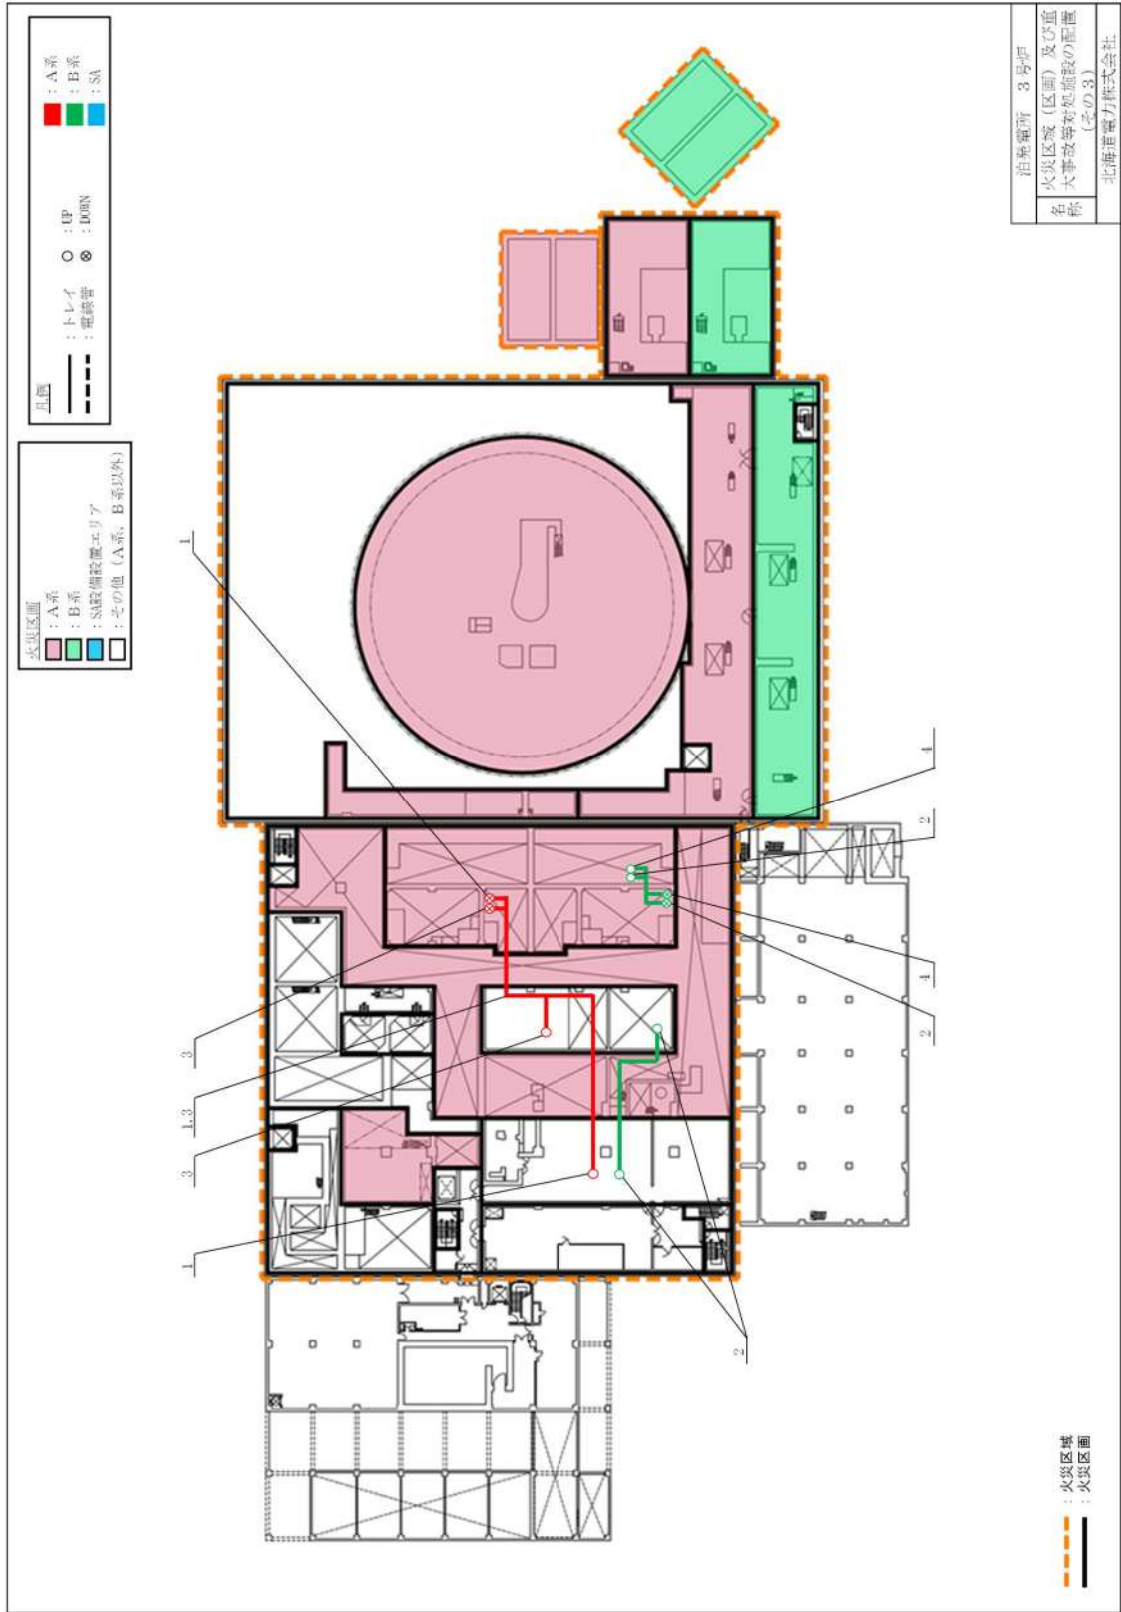 火災区画
: A系
: B系
: SA設備設置エリア
: その他 (A系, B系以外)
凡例
: トレイ
: 電線管
○ : UP
⊗ : DOWN
: A系
: B系
: SA
1
3
1,3
3
1
4
2
4
2
2
: 火災区域
: 火災区画
泊発電所 3号炉
名称
火災区域 (区画) 及び重
大事故等対処施設の配置
(その3)
北海道電力株式会社